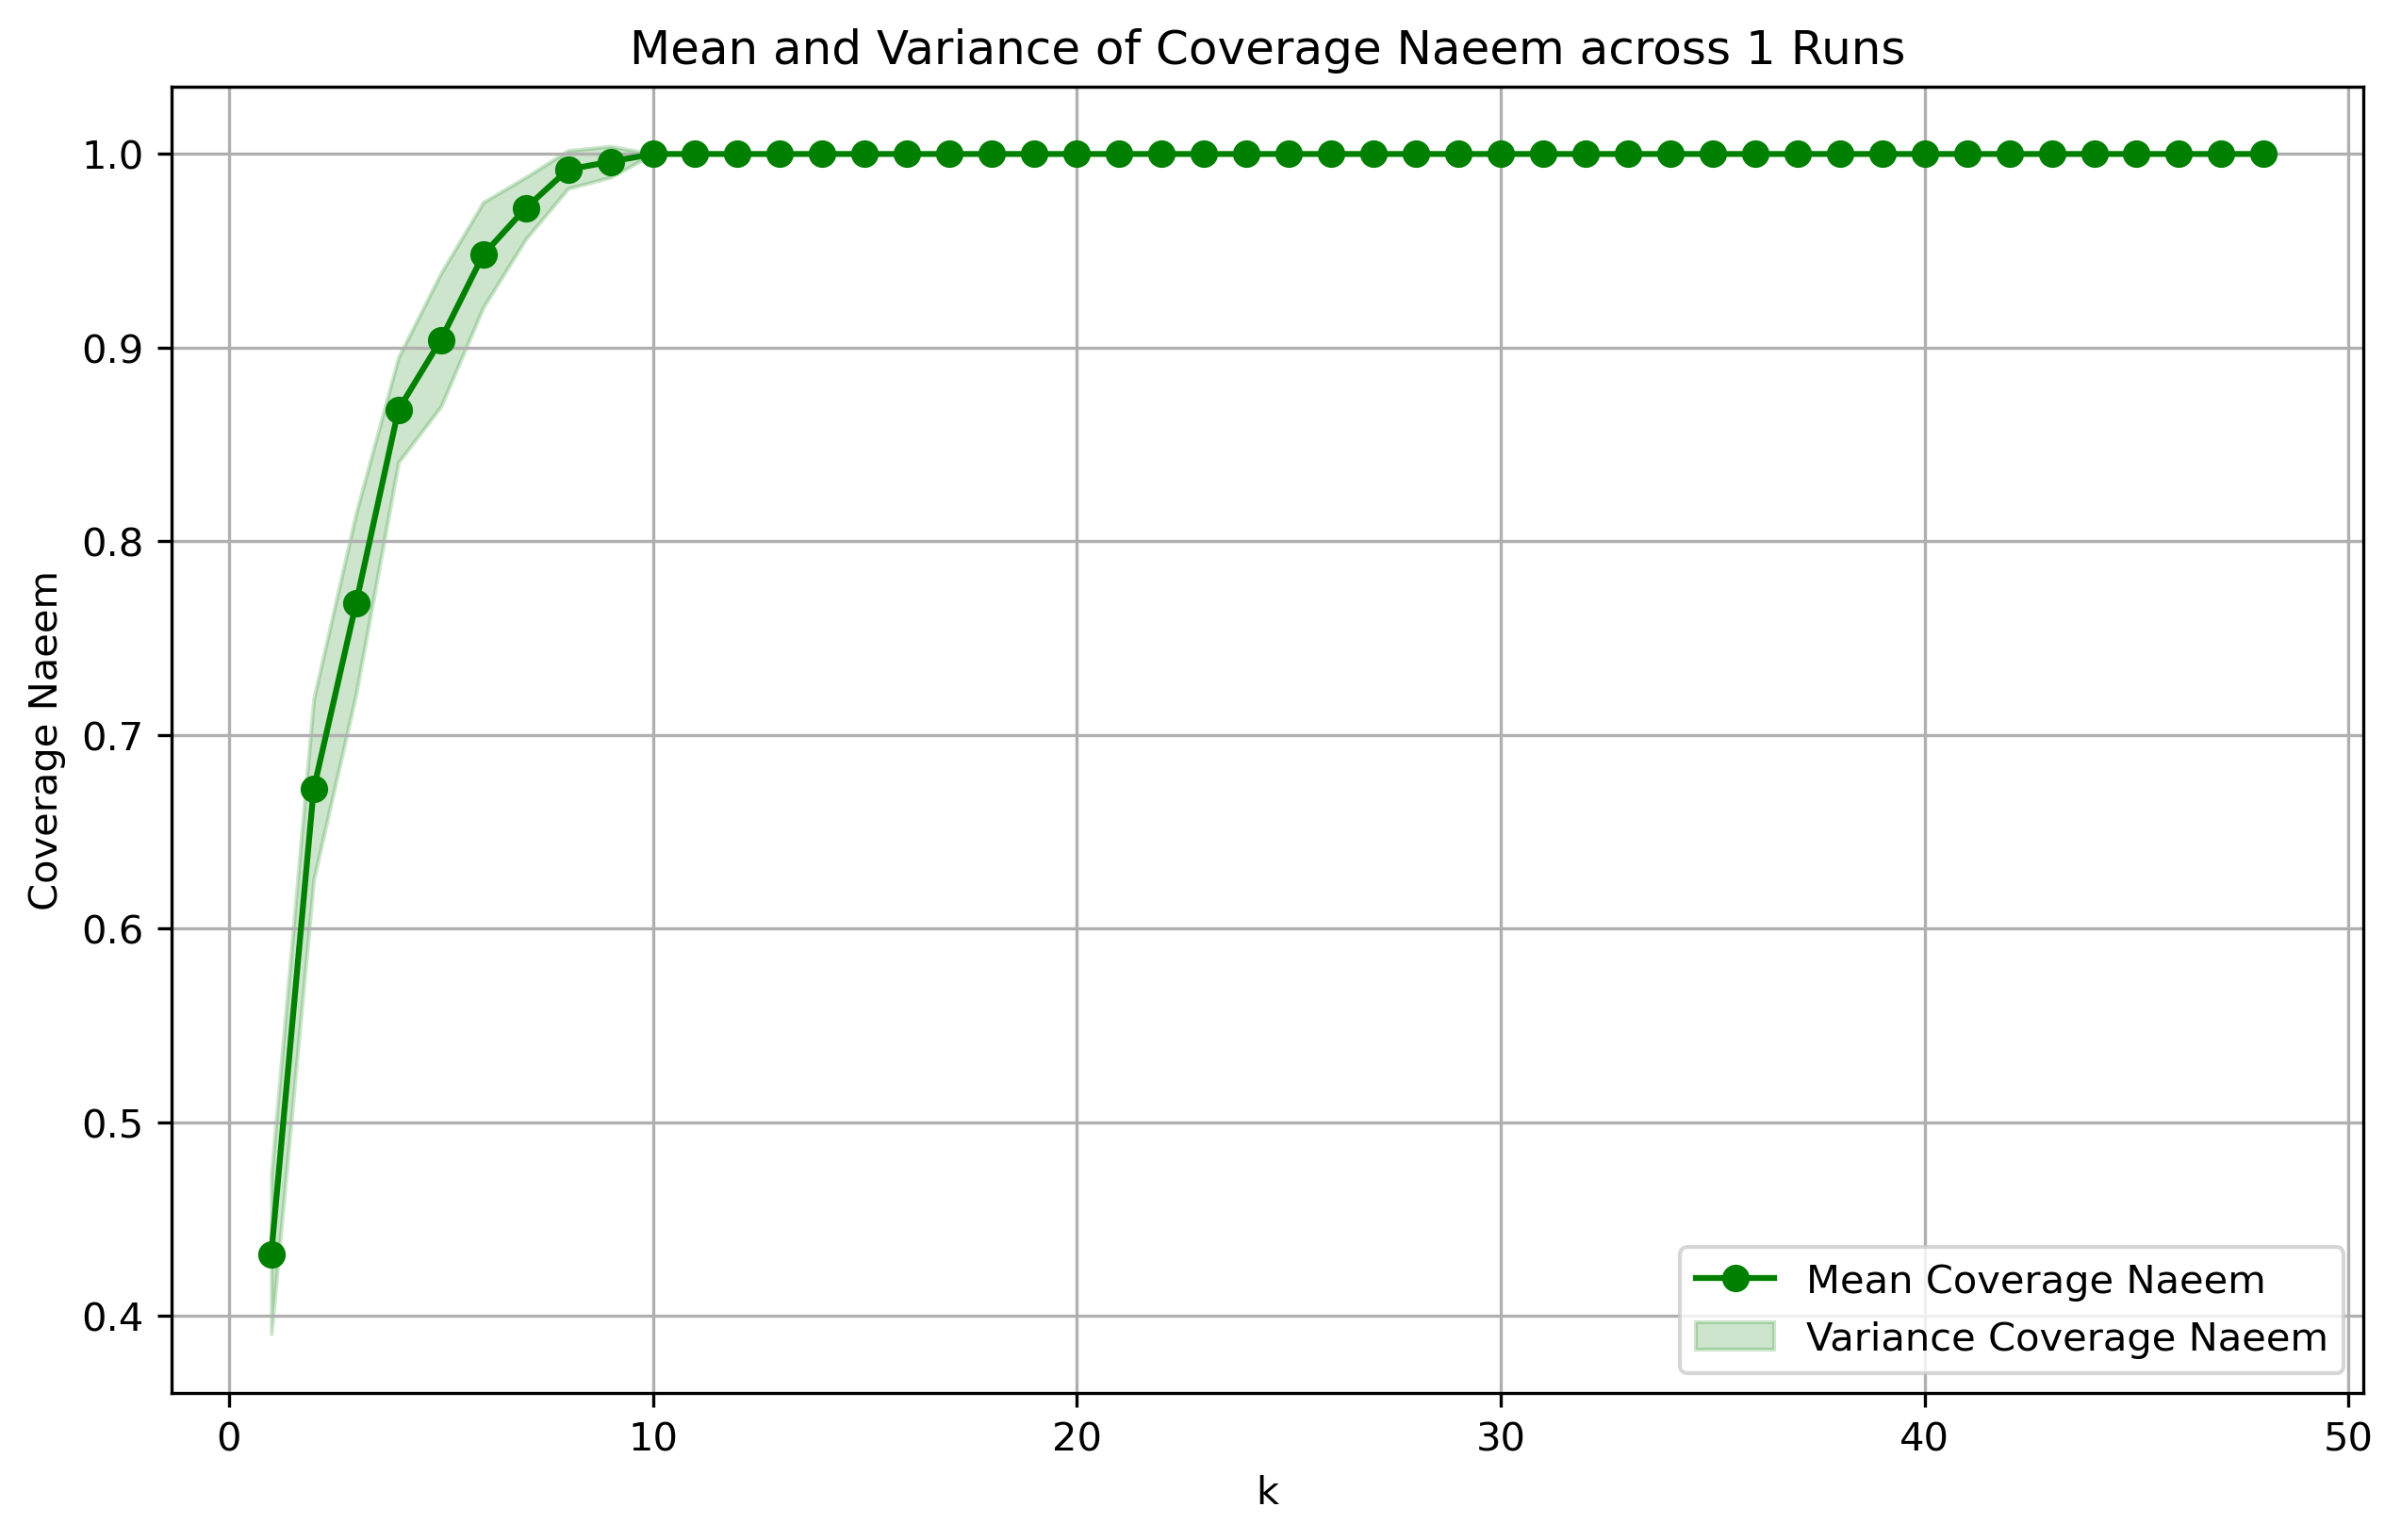 Mean and Variance of Coverage Naeem across 1 Runs
Coverage Naeem
1.0
0.9
0.8
0.7
0.6
0.5
0.4
0 10 20 30 40 50
k
Mean Coverage Naeem
Variance Coverage Naeem